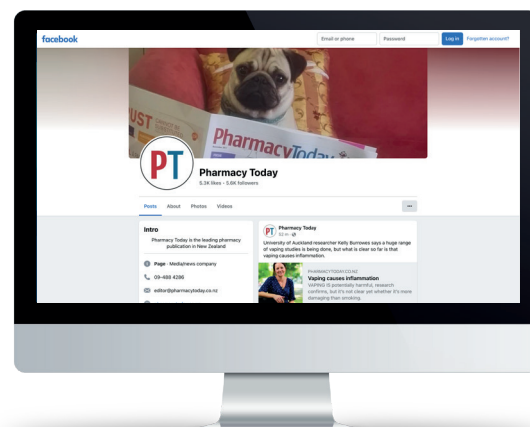 facebook
Email or phone
Password
Log in
Forgotten account?
PharmacyToday
PT
Pharmacy Today
5.3K likes • 5.8K followers
Posts About Photos Videos
Intro
Pharmacy Today is the leading pharmacy
publication in New Zealand
Page · Media/news company
09-488 4286
editor@pharmacytoday.co.nz
PT
Pharmacy Today
University of Auckland researcher Kelly Burrowes says a huge range
of vaping studies is being done, but what is clear so far is that
vaping causes inflammation.
PHARMACYTODAY.CO.NZ
Vaping causes inflammation
VAPING IS potentially harmful, research
confirms, but it's not clear yet whether it's more
damaging than smoking.